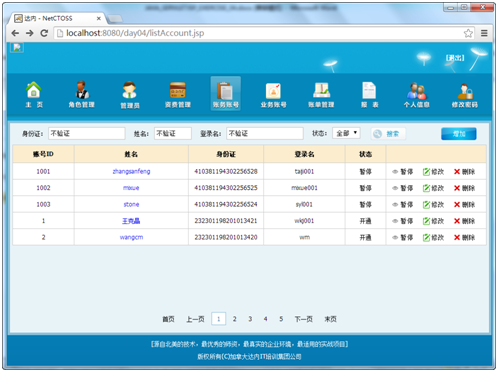 达内 - NetCTOSS
localhost:8080/day04/listAccount.jsp
[退出]
主 页 角色管理 管理员 资费管理 账务账号 业务账号 账单管理 报 表 个人信息 修改密码
身份证： 不验证 姓名： 不验证 登录名： 不验证 状态： 全部 搜索 增加
账号ID 姓名 身份证 登录名 状态
1001 zhangsanfeng 410381194302256528 taiji001 暂停 暂停 修改 删除
1002 mixue 410381194302256525 mixue001 暂停 暂停 修改 删除
1003 stone 410381194302256524 syl001 暂停 暂停 修改 删除
1 王克晶 232301198201013421 wkj001 开通 暂停 修改 删除
2 wangcm 232301198201013420 wm 开通 暂停 修改 删除
首页 上一页 1 2 3 4 5 下一页 末页
[源自北美的技术，最优秀的师资，最真实的企业环境，最适用的实战项目]
版权所有(C)加拿大达内IT培训集团公司